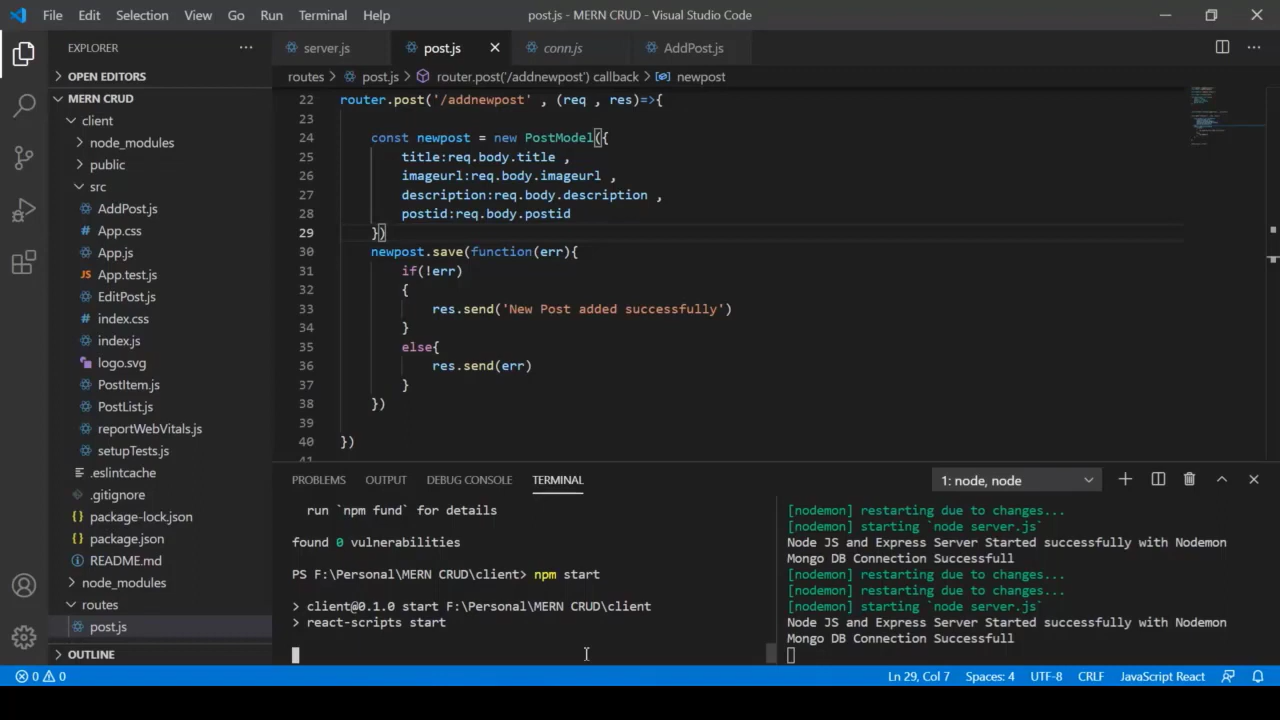 File Edit Selection View Go Run Terminal Help post.js - MERN CRUD - Visual Studio Code
EXPLORER
OPEN EDITORS
MERN CRUD
client
node_modules
public
src
AddPost.js
App.css
App.js
JS App.test.js
EditPost.js
# index.css
index.js
logo.svg
PostItem.js
PostList.js
reportWebVitals.js
setupTests.js
.eslintcache
.gitignore
{} package-lock.json
{} package.json
README.md
node_modules
routes
post.js
OUTLINE
server.js post.js conn.js AddPost.js
routes > post.js > router.post('/addnewpost') callback > newpost
22 router.post('/addnewpost' , (req , res)=>{
23
24 const newpost = new PostModel({
25 title:req.body.title ,
26 imageurl:req.body.imageurl ,
27 description:req.body.description ,
28 postid:req.body.postid
29 })
30 newpost.save(function(err){
31 if(!err)
32 {
33 res.send('New Post added successfully')
34 }
35 else{
36 res.send(err)
37 }
38 })
39
40 })
41
PROBLEMS OUTPUT DEBUG CONSOLE TERMINAL 1: node, node
run `npm fund` for details
found 0 vulnerabilities
PS F:\Personal\MERN CRUD\client> npm start
> client@0.1.0 start F:\Personal\MERN CRUD\client
> react-scripts start
[nodemon] restarting due to changes...
[nodemon] starting `node server.js`
Node JS and Express Server Started successfully with Nodemon
Mongo DB Connection Successfull
[nodemon] restarting due to changes...
[nodemon] restarting due to changes...
[nodemon] starting `node server.js`
Node JS and Express Server Started successfully with Nodemon
Mongo DB Connection Successfull
0 0 Ln 29, Col 7 Spaces: 4 UTF-8 CRLF JavaScript React